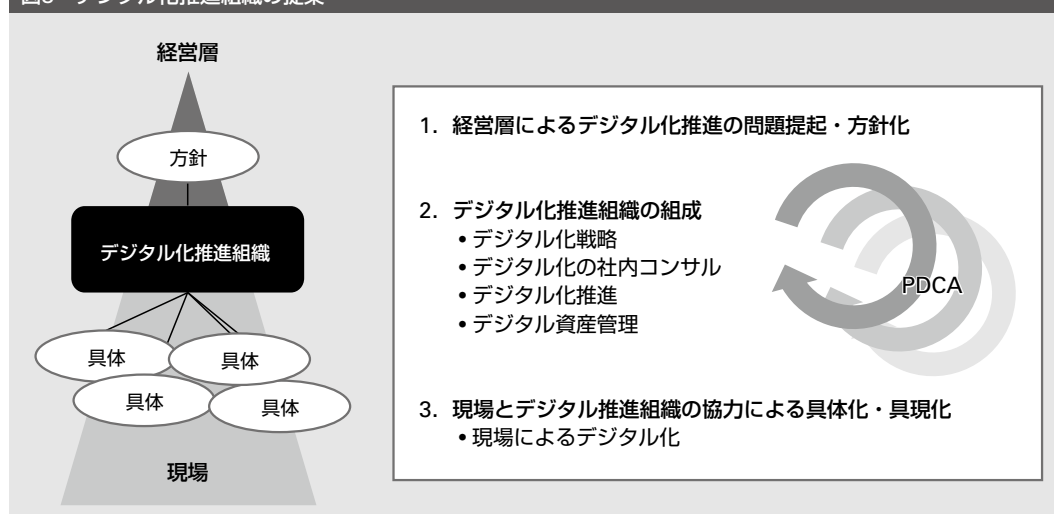 経営層
方針
デジタル化推進組織
具体
具体
具体
具体
現場
1. 経営層によるデジタル化推進の問題提起・方針化
2. デジタル化推進組織の組成
•デジタル化戦略
•デジタル化の社内コンサル
•デジタル化推進
•デジタル資産管理
PDCA
3. 現場とデジタル推進組織の協力による具体化・具現化
•現場によるデジタル化